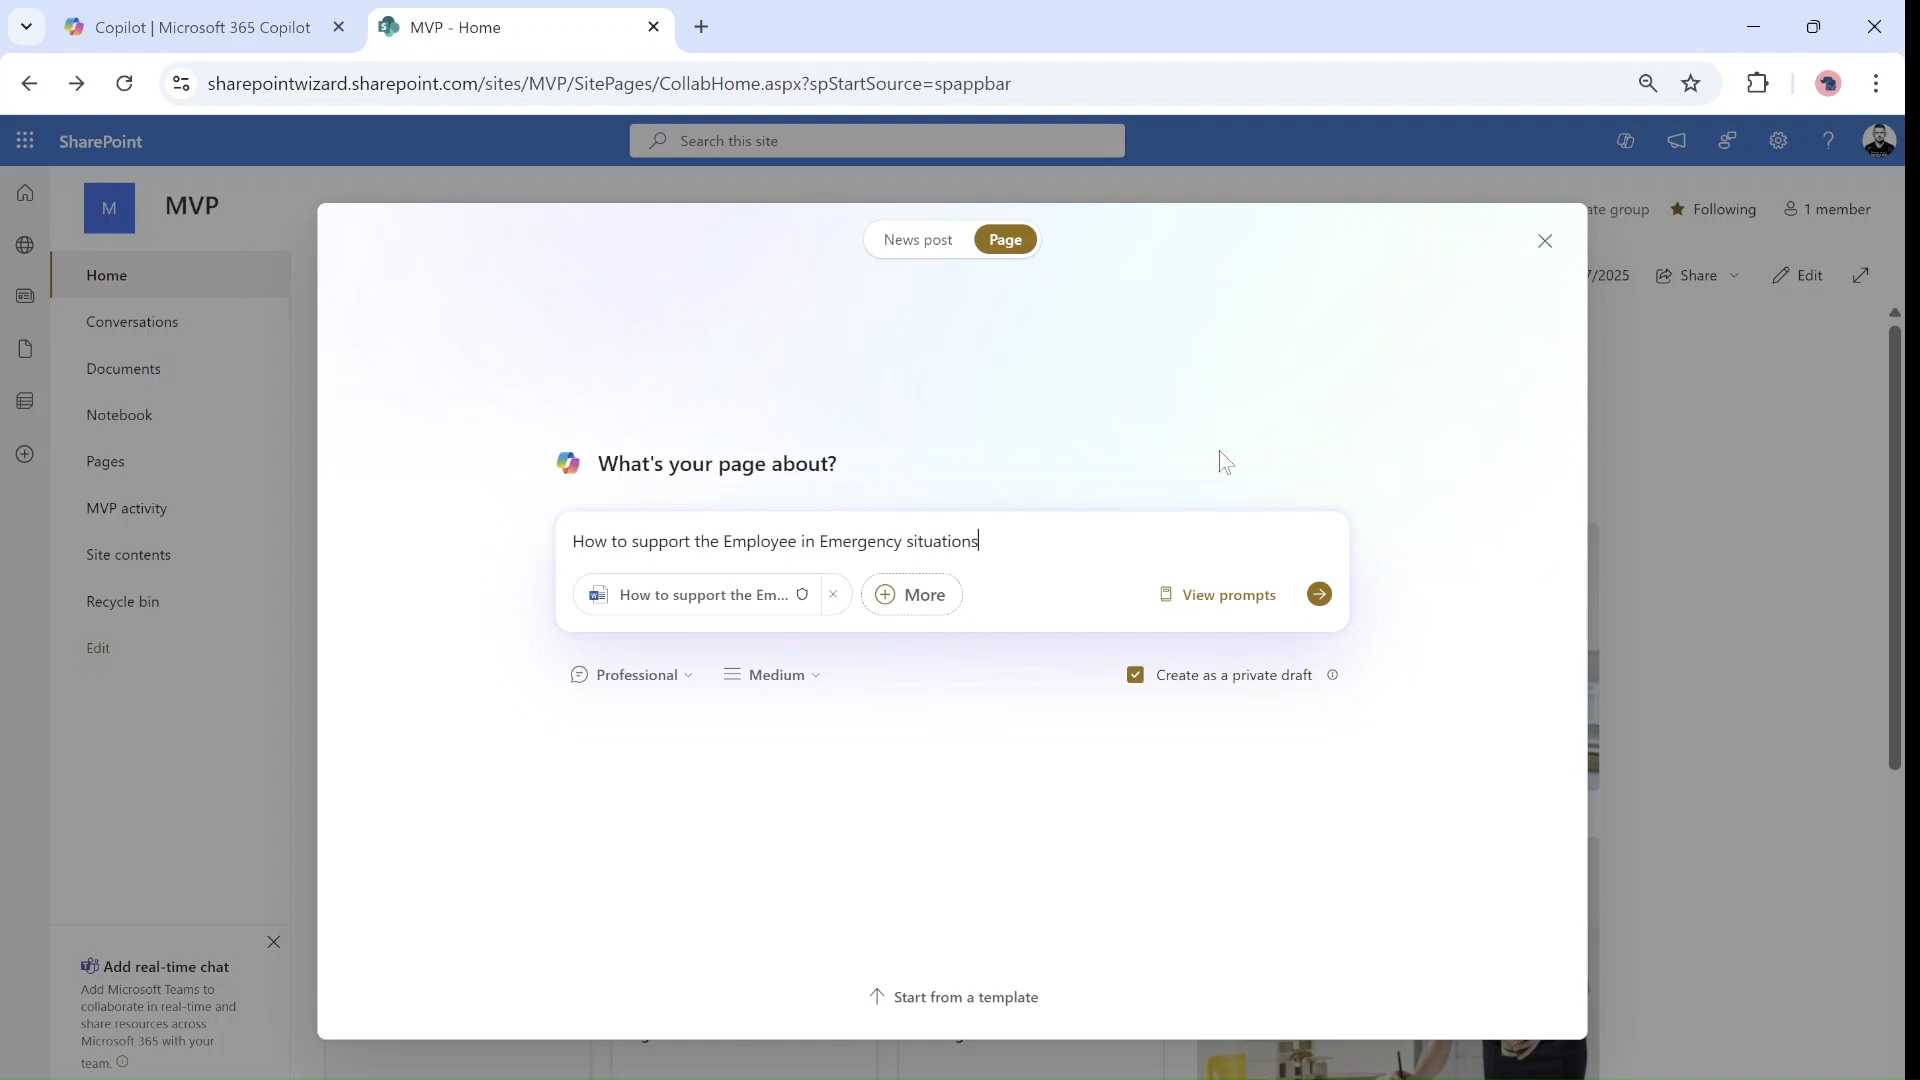 Copilot | Microsoft 365 Copilot
MVP - Home
sharepointwizard.sharepoint.com/sites/MVP/SitePages/CollabHome.aspx?spStartSource=spappbar
SharePoint
Search this site
M
MVP
ate group
Following
1 member
7/2025
Share
Edit
Home
Conversations
Documents
Notebook
Pages
MVP activity
Site contents
Recycle bin
Edit
News post
Page
What's your page about?
How to support the Employee in Emergency situations
How to support the Em...
More
View prompts
Professional
Medium
Create as a private draft
Start from a template
Add real-time chat
Add Microsoft Teams to
collaborate in real-time and
share resources across
Microsoft 365 with your
team.